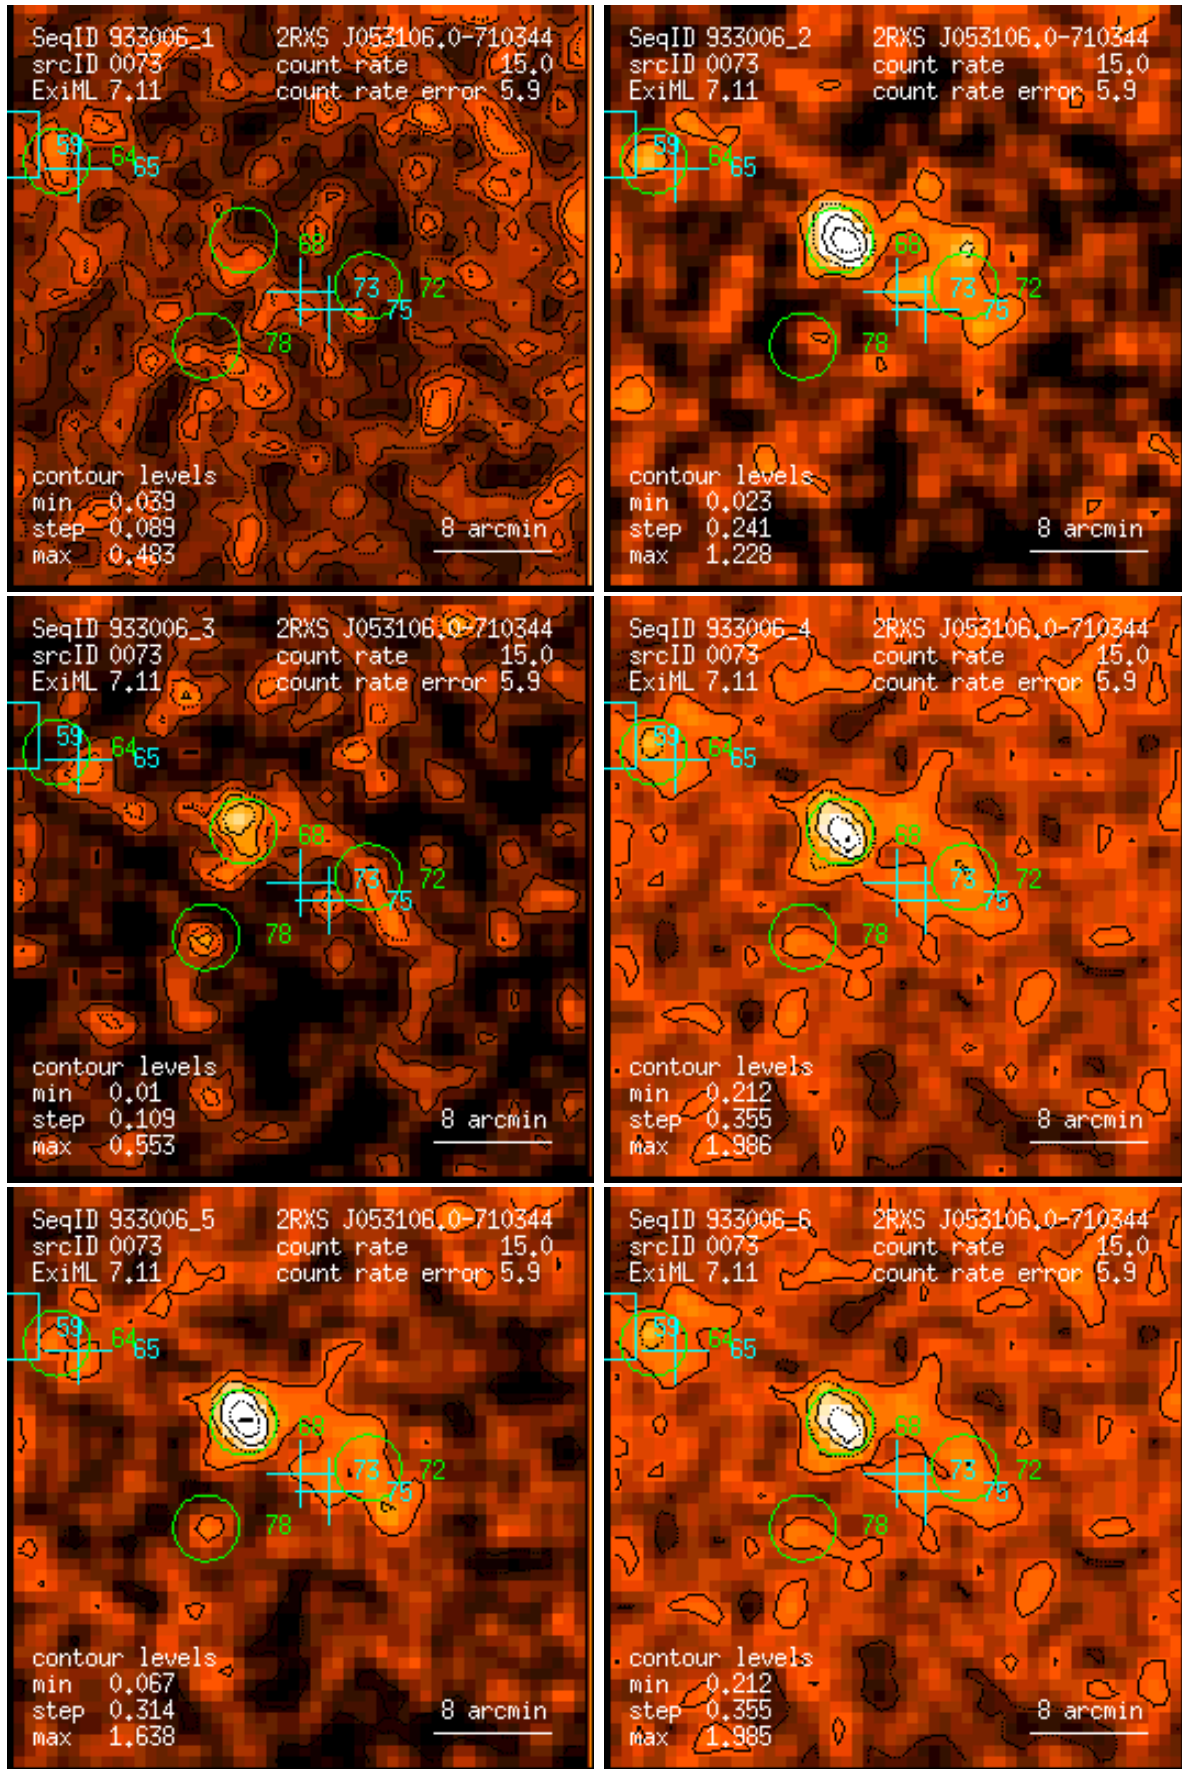 SeqID 933006_1 2RXS J053106.0-710344
srcID 0073 count rate 15.0
ExiML 7.11 count rate error 5.9
59 64 65
68
73 72
75
78
contour levels
min 0.039
step 0.089 8 arcmin
max 0.483
SeqID 933006_2 2RXS J053106.0-710344
srcID 0073 count rate 15.0
ExiML 7.11 count rate error 5.9
59 64 65
68
73 72
75
78
contour levels
min 0.023
step 0.241 8 arcmin
max 1.228
SeqID 933006_3 2RXS J053106.0-710344
srcID 0073 count rate 15.0
ExiML 7.11 count rate error 5.9
59 64 65
68
73 72
75
78
contour levels
min 0.01
step 0.109 8 arcmin
max 0.553
SeqID 933006_4 2RXS J053106.0-710344
srcID 0073 count rate 15.0
ExiML 7.11 count rate error 5.9
59 64 65
68
73 72
75
78
contour levels
min 0.212
step 0.355 8 arcmin
max 1.986
SeqID 933006_5 2RXS J053106.0-710344
srcID 0073 count rate 15.0
ExiML 7.11 count rate error 5.9
59 64 65
68
73 72
75
78
contour levels
min 0.067
step 0.314 8 arcmin
max 1.638
SeqID 933006_6 2RXS J053106.0-710344
srcID 0073 count rate 15.0
ExiML 7.11 count rate error 5.9
59 64 65
68
73 72
75
78
contour levels
min 0.212
step 0.355 8 arcmin
max 1.985